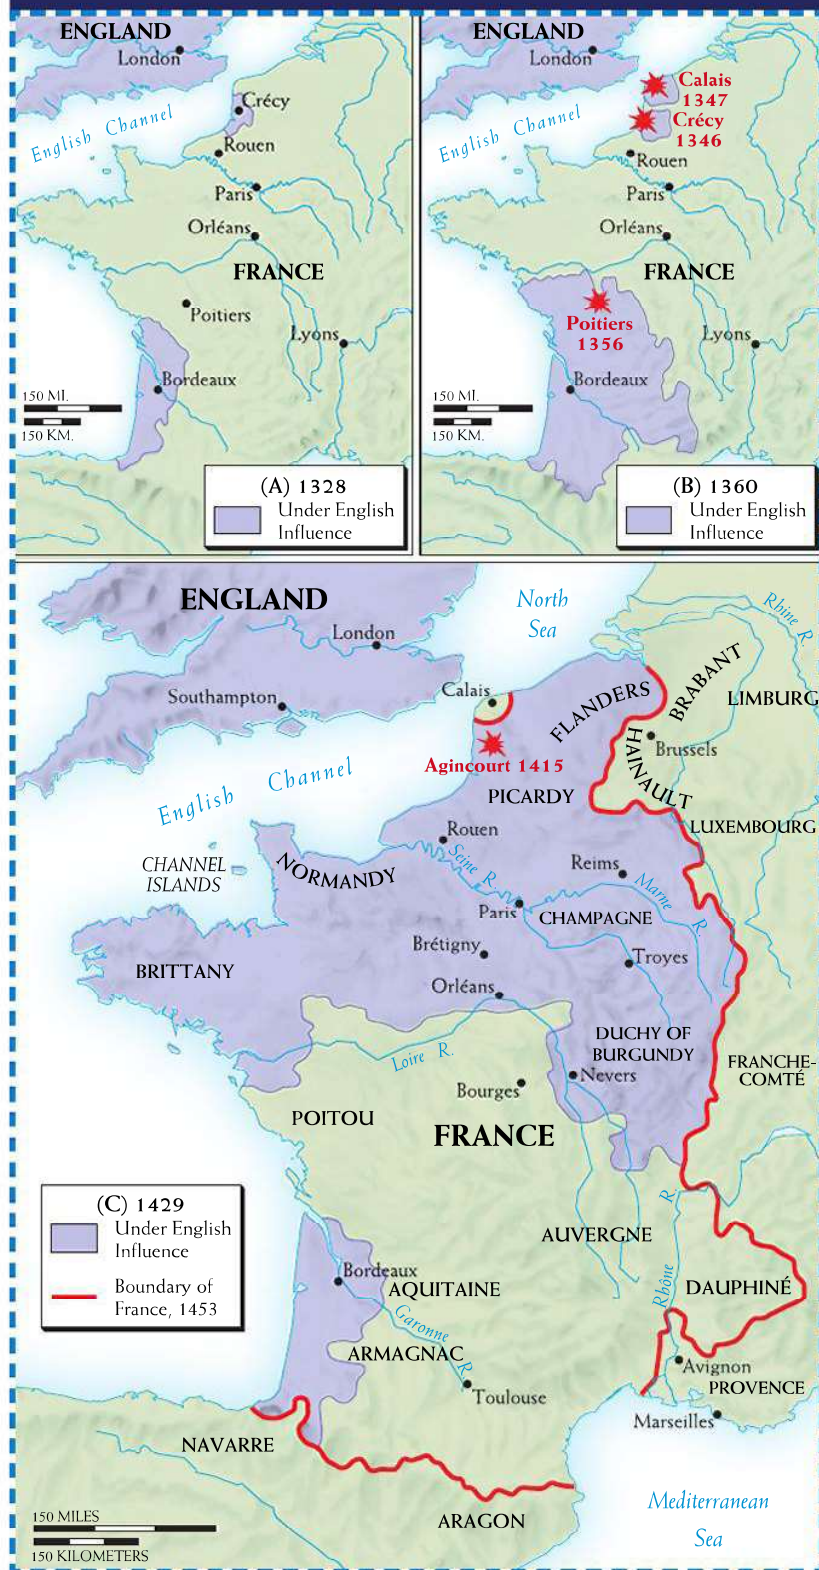 ENGLAND
London
Crécy
English Channel
Rouen
Paris
Orléans
FRANCE
Poitiers
Lyons
Bordeaux
150 MI.
150 KM.
(A) 1328
Under English
Influence
ENGLAND
London
Calais
1347
Crécy
1346
English Channel
Rouen
Paris
Orléans
FRANCE
Poitiers
1356
Lyons
Bordeaux
150 MI.
150 KM.
(B) 1360
Under English
Influence
ENGLAND
North
Sea
Rhine R.
London
Calais
Southampton
FLANDERS
BRABANT
LIMBURG
Brussels
HAINAULT
Agincourt 1415
English Channel
PICARDY
LUXEMBOURG
Rouen
CHANNEL
ISLANDS
NORMANDY
Seine R.
Reims
Marne R.
Paris
CHAMPAGNE
Brétigny
Troyes
BRITTANY
Orléans
DUCHY OF
BURGUNDY
Loire R.
FRANCHE-
COMTÉ
Nevers
Bourges
POITOU
FRANCE
(C) 1429
Under English
Influence
Boundary of
France, 1453
AUVERGNE
Rhône R.
Bordeaux
AQUITAINE
DAUPHINÉ
Garonne R.
ARMAGNAC
Avignon
PROVENCE
Toulouse
Marseilles
NAVARRE
ARAGON
Mediterranean
Sea
150 MILES
150 KILOMETERS